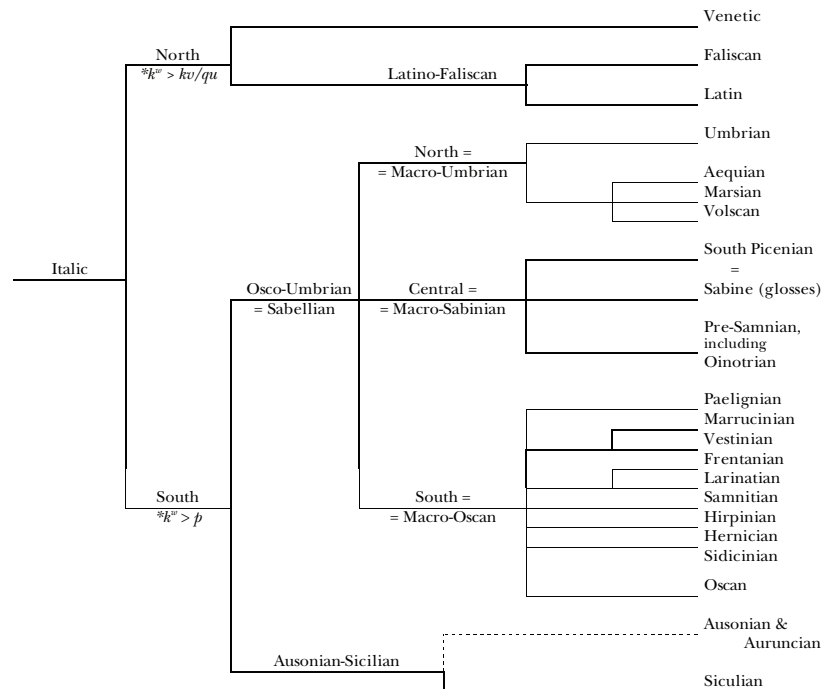 Venetic
North
*kʷ > kv/qu
Faliscan
Latino-Faliscan
Latin
Umbrian
North =
= Macro-Umbrian
Aequian
Marsian
Volscan
Italic
South Picenian
=
Osco-Umbrian
= Sabellian
Central =
= Macro-Sabinian
Sabine (glosses)
Pre-Samnian,
including
Oinotrian
Paelignian
Marrucinian
Vestinian
Frentanian
Larinatian
South
*kʷ > p
South =
= Macro-Oscan
Samnitian
Hirpinian
Hernician
Sidicinian
Oscan
Ausonian &
Auruncian
Ausonian-Sicilian
Siculian